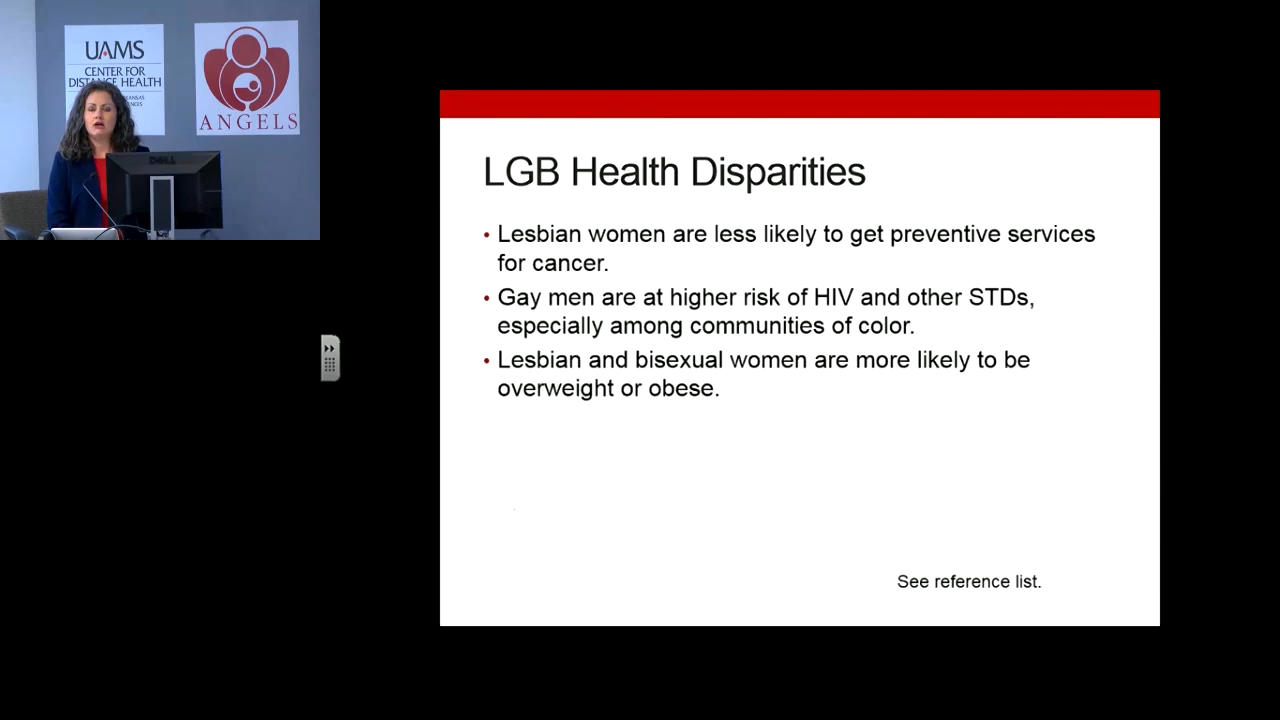 UAMS
CENTER FOR
DISTANCE HEALTH
ANGELS
DELL
LGB Health Disparities
• Lesbian women are less likely to get preventive services
for cancer.
• Gay men are at higher risk of HIV and other STDs,
especially among communities of color.
• Lesbian and bisexual women are more likely to be
overweight or obese.
See reference list.